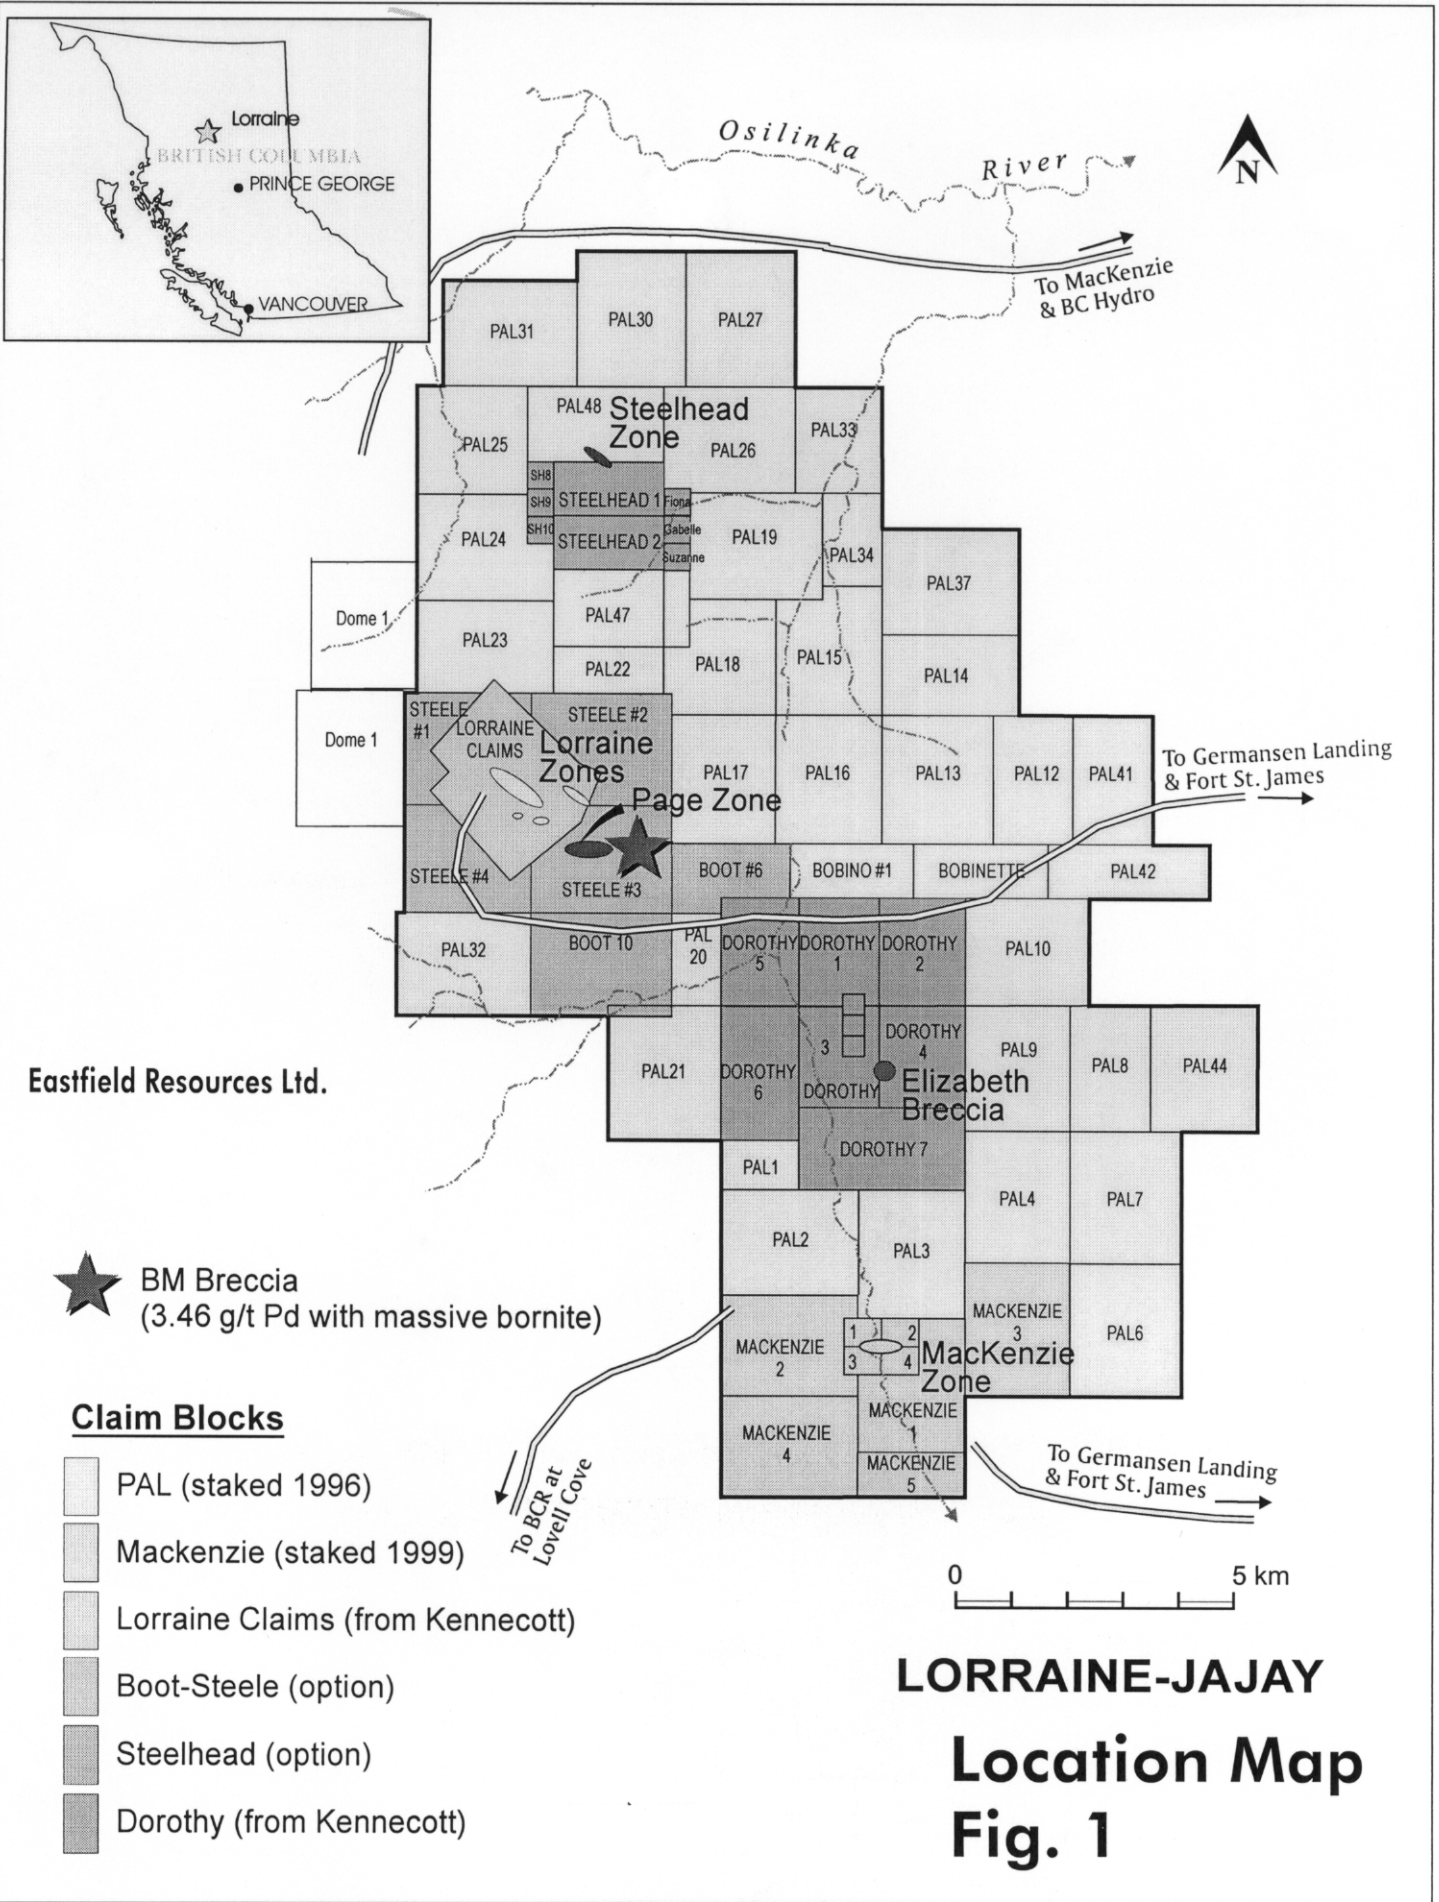 Lorraine
BRITISH COLUMBIA
PRINCE GEORGE
VANCOUVER
Osilinka
River
N
To MacKenzie
& BC Hydro
PAL31
PAL30
PAL27
PAL48
Steelhead
Zone
PAL25
PAL26
PAL33
SH8
SH9
STEELHEAD 1
Fiona
SH10
STEELHEAD 2
Gabelle
Suzanne
PAL24
PAL19
PAL34
PAL37
Dome 1
PAL23
PAL47
PAL22
PAL18
PAL15
PAL14
STEELE
#1
LORRAINE
CLAIMS
STEELE #2
Lorraine
Zones
Dome 1
Page Zone
PAL17
PAL16
PAL13
PAL12
PAL41
To Germansen Landing
& Fort St. James
STEELE #4
STEELE #3
BOOT #6
BOBINO #1
BOBINETTE
PAL42
PAL32
BOOT 10
PAL
20
DOROTHY
5
DOROTHY
1
DOROTHY
2
PAL10
Eastfield Resources Ltd.
PAL21
DOROTHY
6
3
DOROTHY
DOROTHY
4
Elizabeth
Breccia
PAL9
PAL8
PAL44
DOROTHY 7
PAL1
PAL4
PAL7
PAL2
PAL3
BM Breccia
(3.46 g/t Pd with massive bornite)
MACKENZIE
2
1
2
3
4
MacKenzie
Zone
MACKENZIE
3
PAL6
MACKENZIE
4
MACKENZIE
1
MACKENZIE
5
To BCR at
Lovell Cove
To Germansen Landing
& Fort St. James
Claim Blocks
PAL (staked 1996)
Mackenzie (staked 1999)
Lorraine Claims (from Kennecott)
Boot-Steele (option)
Steelhead (option)
Dorothy (from Kennecott)
0 5 km
LORRAINE-JAJAY
Location Map
Fig. 1